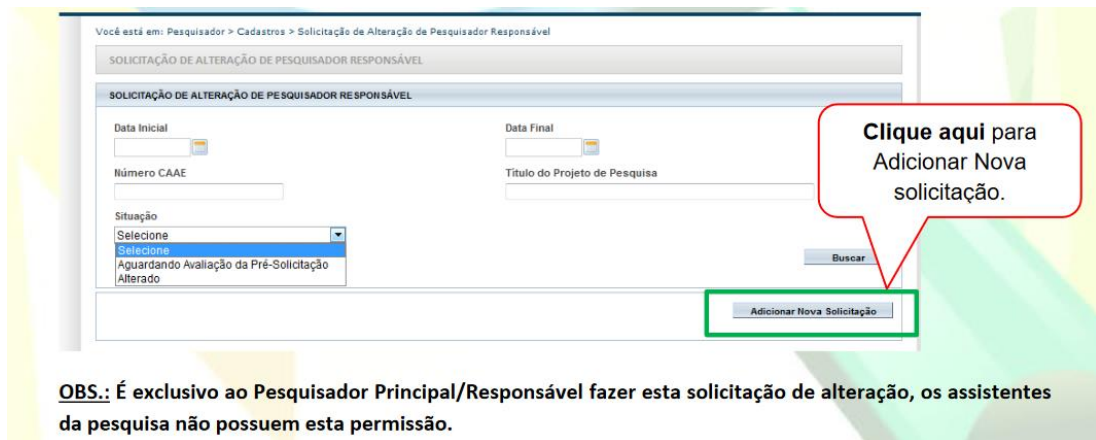 Você está em: Pesquisador > Cadastros > Solicitação de Alteração de Pesquisador Responsável
SOLICITAÇÃO DE ALTERAÇÃO DE PESQUISADOR RESPONSÁVEL
SOLICITAÇÃO DE ALTERAÇÃO DE PESQUISADOR RESPONSÁVEL
Data Inicial
Data Final
Número CAAE
Título do Projeto de Pesquisa
Situação
Selecione
Selecione
Aguardando Avaliação da Pré-Solicitação
Alterado
Buscar
Adicionar Nova Solicitação
Clique aqui para
Adicionar Nova
solicitação.
OBS.: É exclusivo ao Pesquisador Principal/Responsável fazer esta solicitação de alteração, os assistentes
da pesquisa não possuem esta permissão.